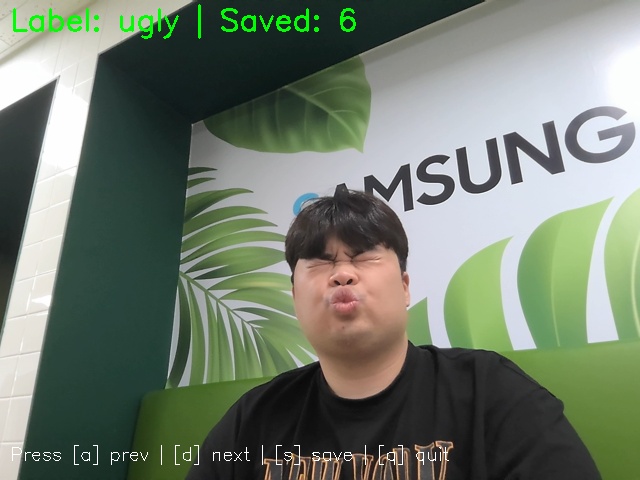 Label: ugly | Saved: 6
SAMSUNG
Press [a] prev | [d] next | [s] save | [q] quit